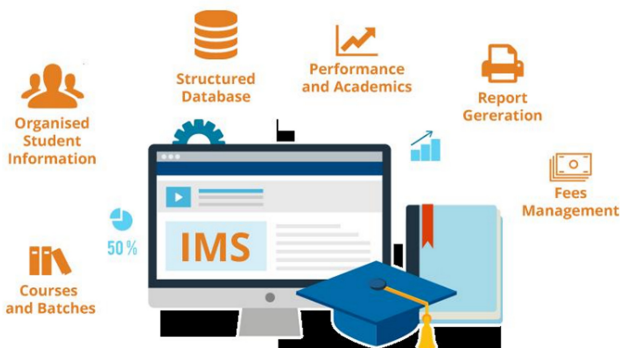 Structured
Database
Performance
and Academics
Report
Gereration
Organised
Student
Information
Fees
Management
50 %
IMS
Courses
and Batches